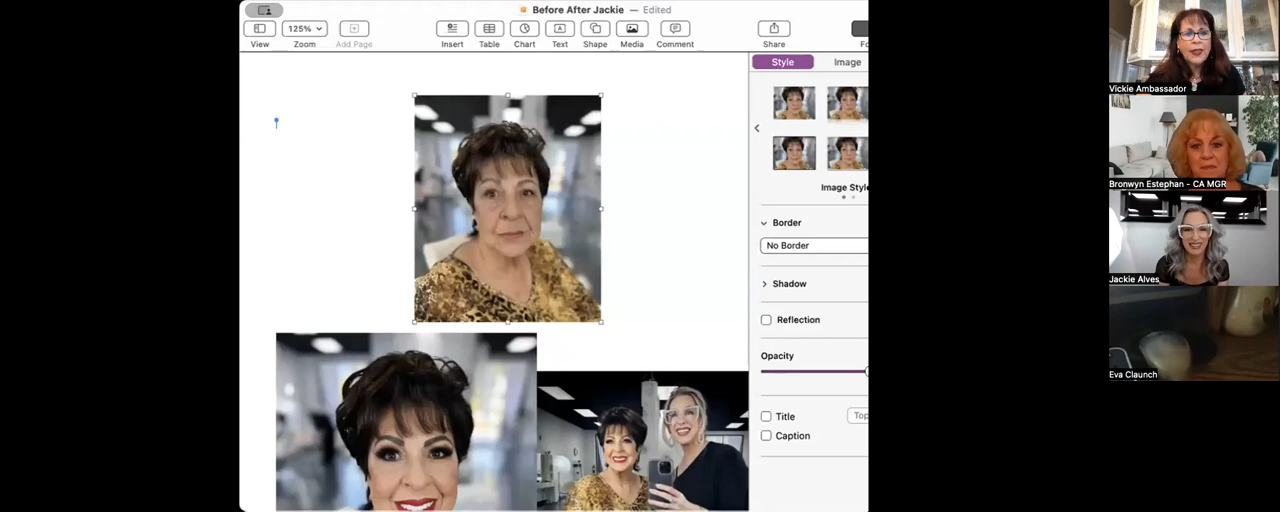 Before After Jackie — Edited
125%
View
Zoom
Add Page
Insert
Table
Chart
Text
Shape
Media
Comment
Share
Fo
Style
Image
Image Style
Border
No Border
Shadow
Reflection
Opacity
Title
Top
Caption
Vickie Ambassador
Bronwyn Estephan - CA MGR
Jackie Alves
Eva Claunch